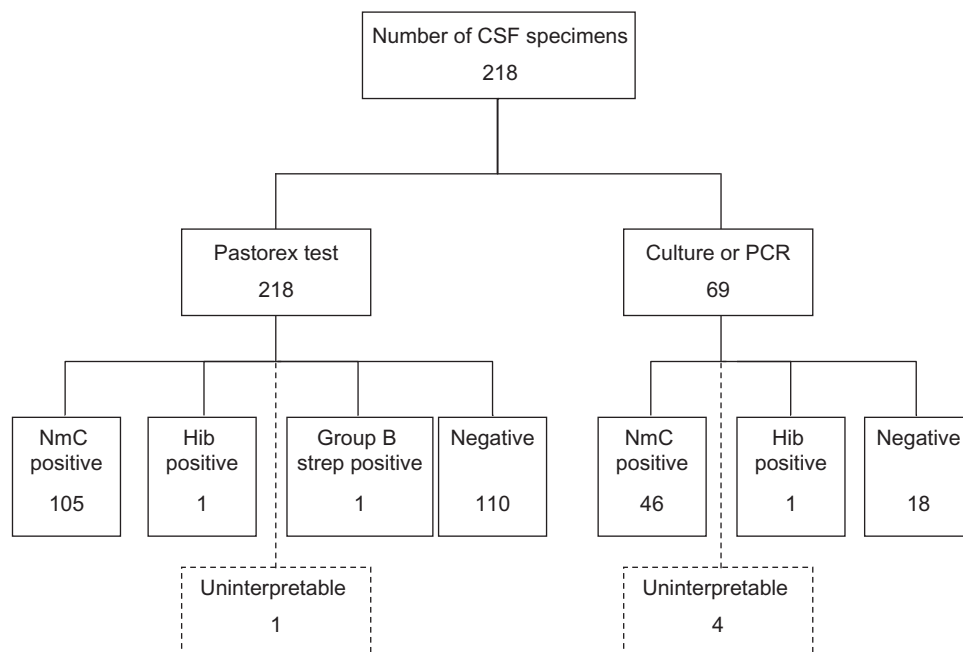 Number of CSF specimens
218
Pastorex test
218
Culture or PCR
69
NmC
positive
105
Hib
positive
1
Group B
strep positive
1
Negative
110
NmC
positive
46
Hib
positive
1
Negative
18
Uninterpretable
1
Uninterpretable
4